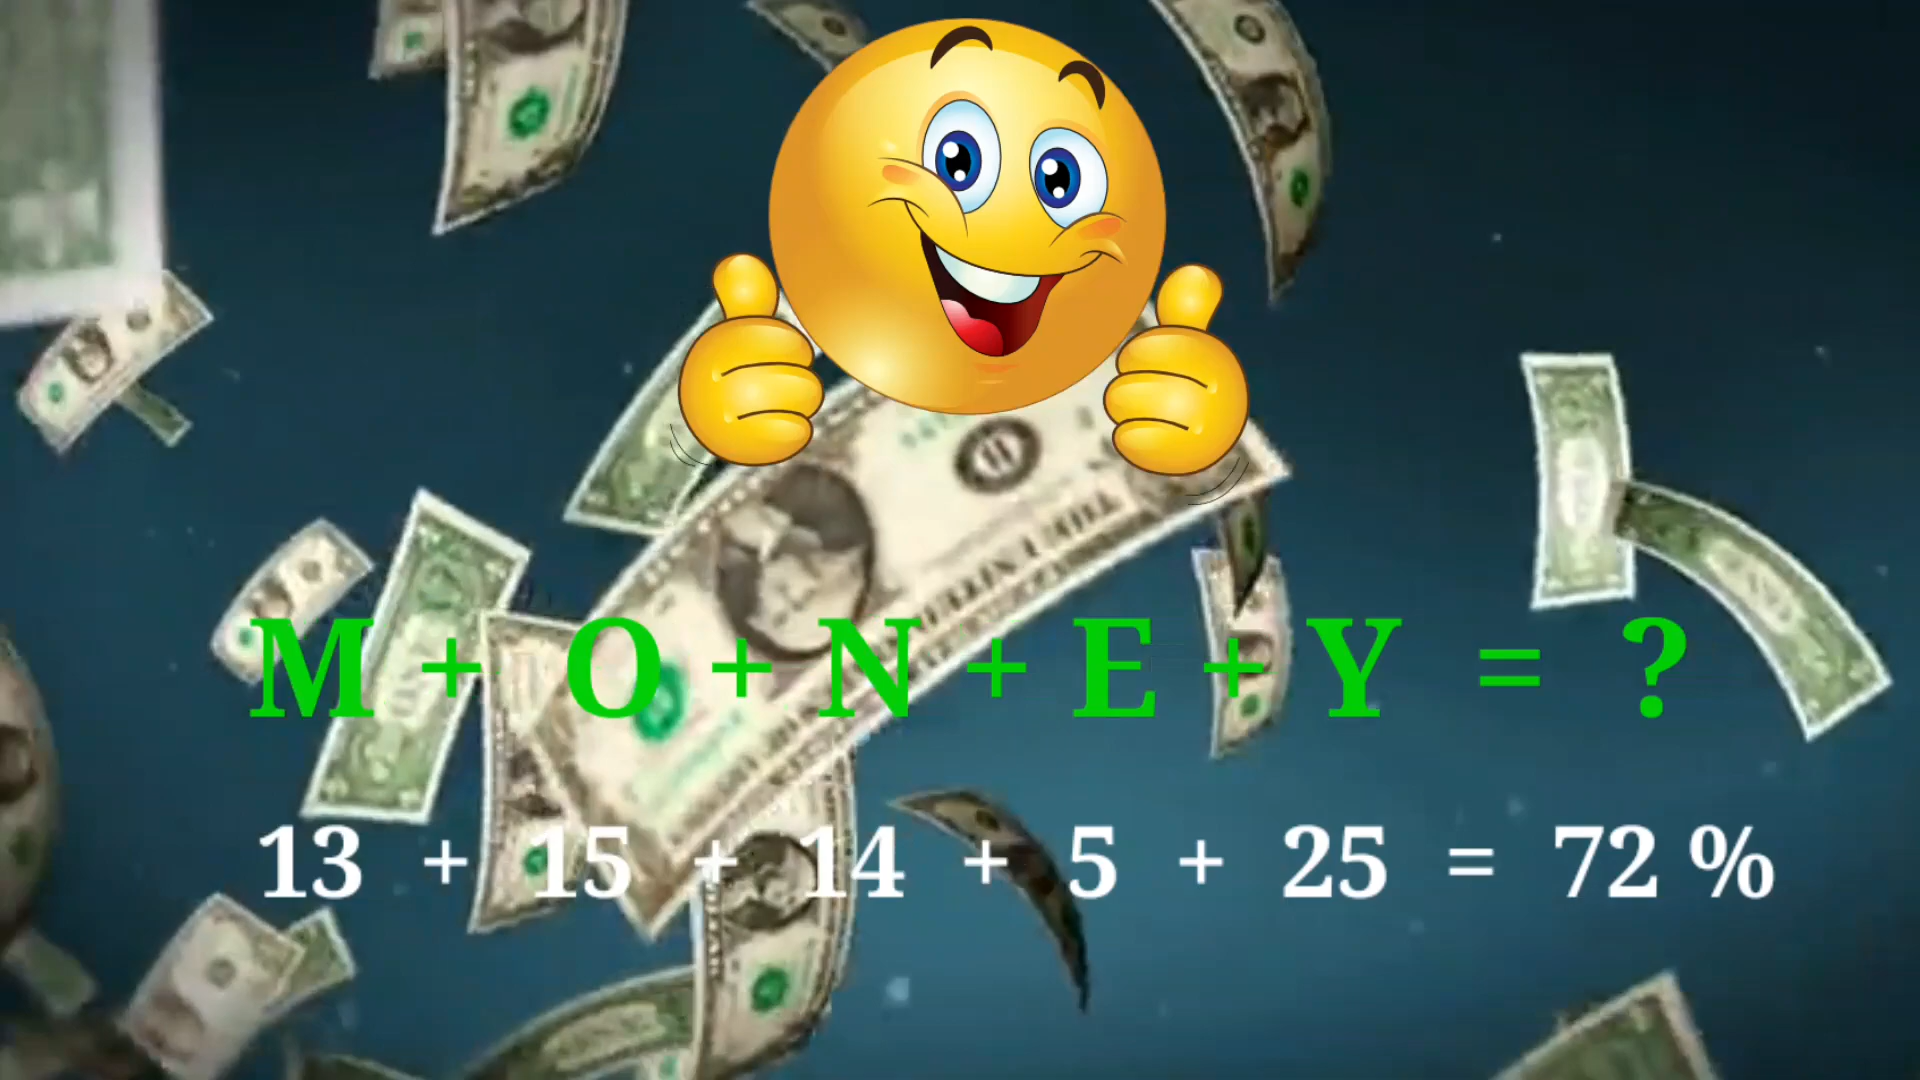 M + O + N + E + Y = ?
13 + 15 + 14 + 5 + 25 = 72 %